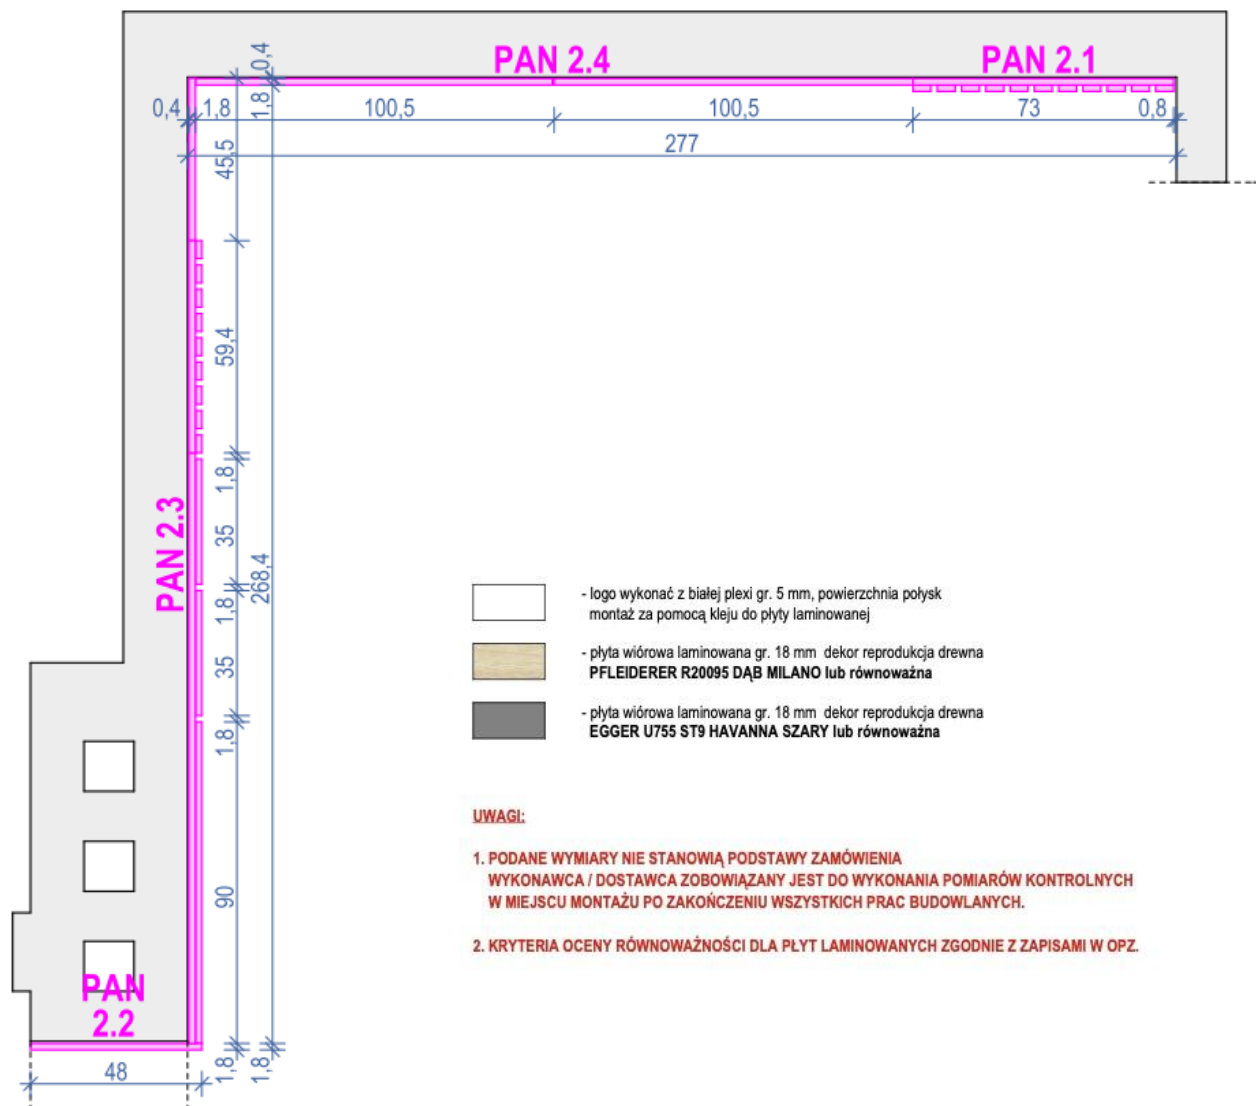 PAN 2.4
PAN 2.1
0,4
1,8
0,4
1,8
100,5
100,5
73
0,8
277
45,5
59,4
1,8
35
268,4
1,8
35
1,8
90
PAN 2.3
- logo wykonać z białej plexi gr. 5 mm, powierzchnia połysk
montaż za pomocą kleju do płyty laminowanej
- płyta wiórowa laminowana gr. 18 mm dekor reprodukcja drewna
PFLEIDERER R20095 DĄB MILANO lub równoważna
- płyta wiórowa laminowana gr. 18 mm dekor reprodukcja drewna
EGGER U755 ST9 HAVANNA SZARY lub równoważna
UWAGI:
1. PODANE WYMIARY NIE STANOWIĄ PODSTAWY ZAMÓWIENIA
WYKONAWCA / DOSTAWCA ZOBOWIĄZANY JEST DO WYKONANIA POMIARÓW KONTROLNYCH
W MIEJSCU MONTAŻU PO ZAKOŃCZENIU WSZYSTKICH PRAC BUDOWLANYCH.
2. KRYTERIA OCENY RÓWNOWAŻNOŚCI DLA PŁYT LAMINOWANYCH ZGODNIE Z ZAPISAMI W OPZ.
PAN
2.2
48
1,8
1,8